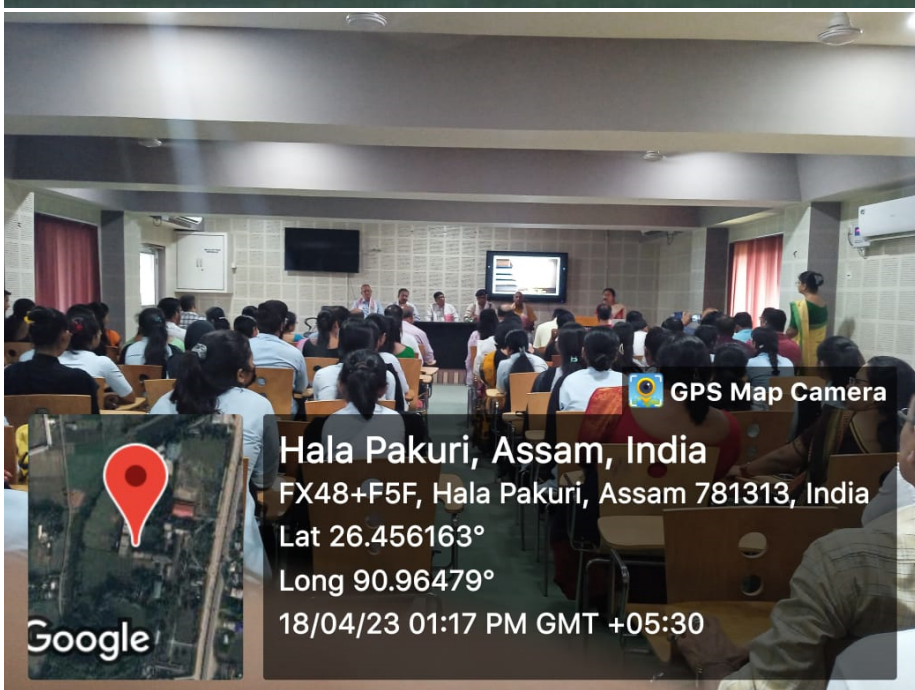 GPS Map Camera
Hala Pakuri, Assam, India
FX48+F5F, Hala Pakuri, Assam 781313, India
Lat 26.456163°
Long 90.96479°
18/04/23 01:17 PM GMT +05:30
Google